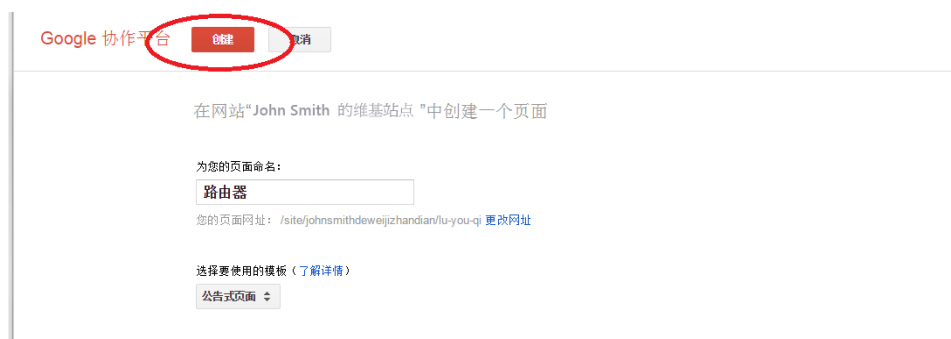 Google 协作平台 创建 取消
在网站“John Smith 的维基站点 ”中创建一个页面
为您的页面命名：
路由器
您的页面网址： /site/johnsmithdeweijizhandian/lu-you-qi 更改网址
选择要使用的模板（了解详情）
公告式页面